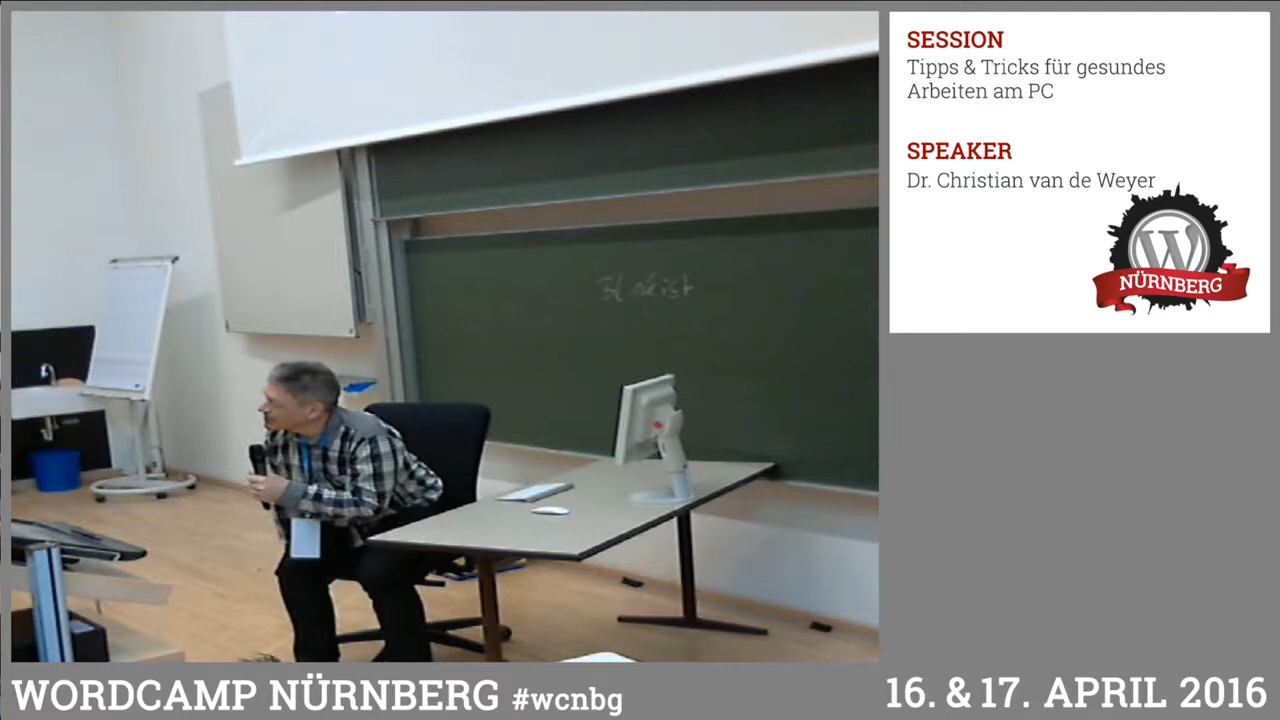 SESSION
Tipps & Tricks für gesundes
Arbeiten am PC
SPEAKER
Dr. Christian van de Weyer
W
NÜRNBERG
WORDCAMP NÜRNBERG #wcnbg
16. & 17. APRIL 2016